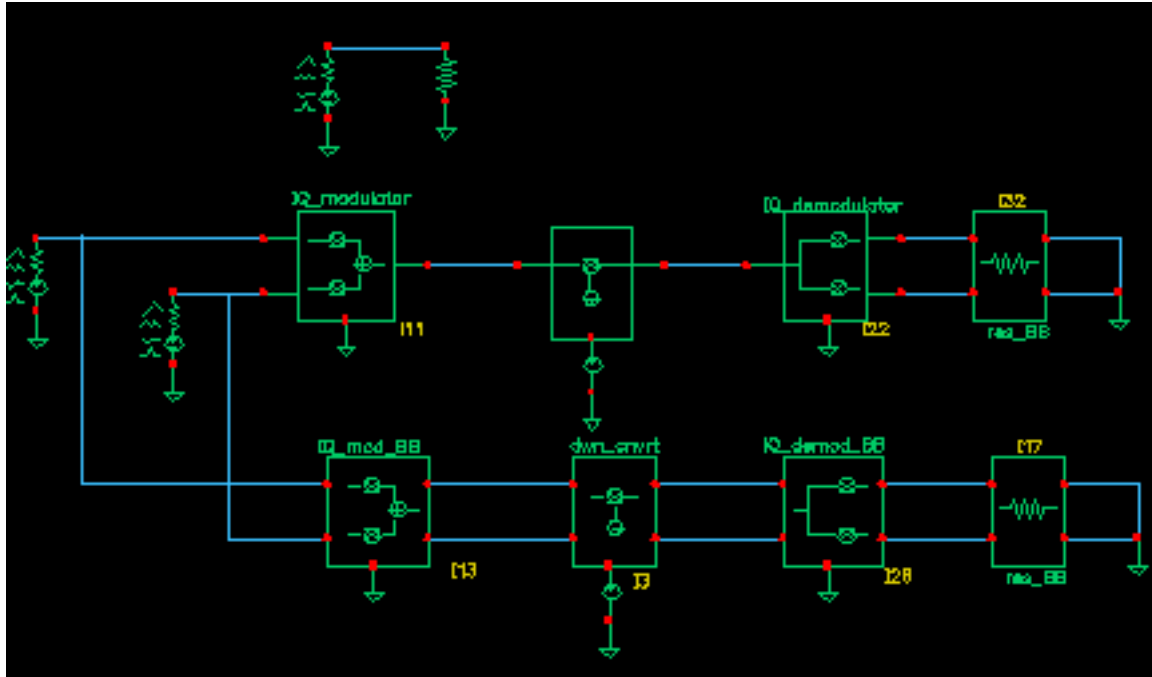 IQ_modulator
IQ_demodulator
I32
I11
I22
res_BB
IQ_mod_BB
dwn_cnvrt
IQ_demod_BB
I17
I13
I3
I28
res_BB